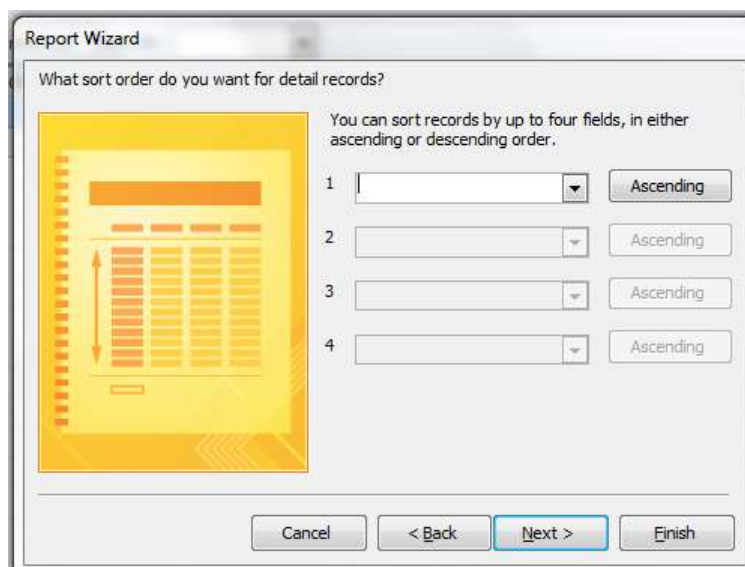 Report Wizard
What sort order do you want for detail records?
You can sort records by up to four fields, in either
ascending or descending order.
1 Ascending
2 Ascending
3 Ascending
4 Ascending
Cancel < Back Next > Finish